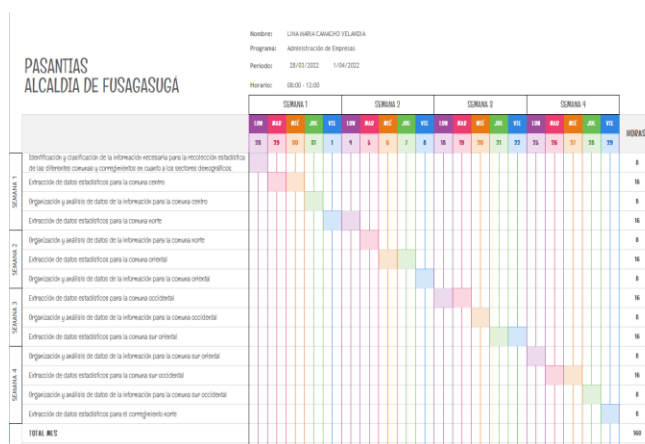 Nombre: LINA MARIA CAMACHO VELANDIA
Programa: Administración de Empresas
Periodo: 28/03/2022 1/04/2022
Horario: 08:00 - 12:00
PASANTIAS
ALCALDIA DE FUSAGASUGÁ
SEMANA 1 SEMANA 2 SEMANA 3 SEMANA 4
LUN MAR MIÉ JUE VIE LUN MAR MIÉ JUE VIE LUN MAR MIÉ JUE VIE LUN MAR MIÉ JUE VIE HORAS
28 29 30 31 1 4 5 6 7 8 18 19 20 21 22 25 26 27 28 29
SEMANA 1
Identificación y clasificación de la información necesaria para la recolección estadística
de las diferentes comunas y corregimientos en cuanto a los sectores demográficos. 8
Extracción de datos estadísticos para la comuna centro 16
Organización y análisis de datos de la información para la comuna centro 8
Extracción de datos estadísticos para la comuna norte 16
SEMANA 2
Organización y análisis de datos de la información para la comuna norte 8
Extracción de datos estadísticos para la comuna oriental 16
Organización y análisis de datos de la información para la comuna oriental 8
SEMANA 3
Extracción de datos estadísticos para la comuna occidental 16
Organización y análisis de datos de la información para la comuna occidental 8
Extracción de datos estadísticos para la comuna sur oriental 16
SEMANA 4
Organización y análisis de datos de la información para la comuna sur oriental 8
Extracción de datos estadísticos para la comuna sur occidental 16
Organización y análisis de datos de la información para la comuna sur occidental 8
Extracción de datos estadísticos para el corregimiento norte 8
TOTAL MES 160